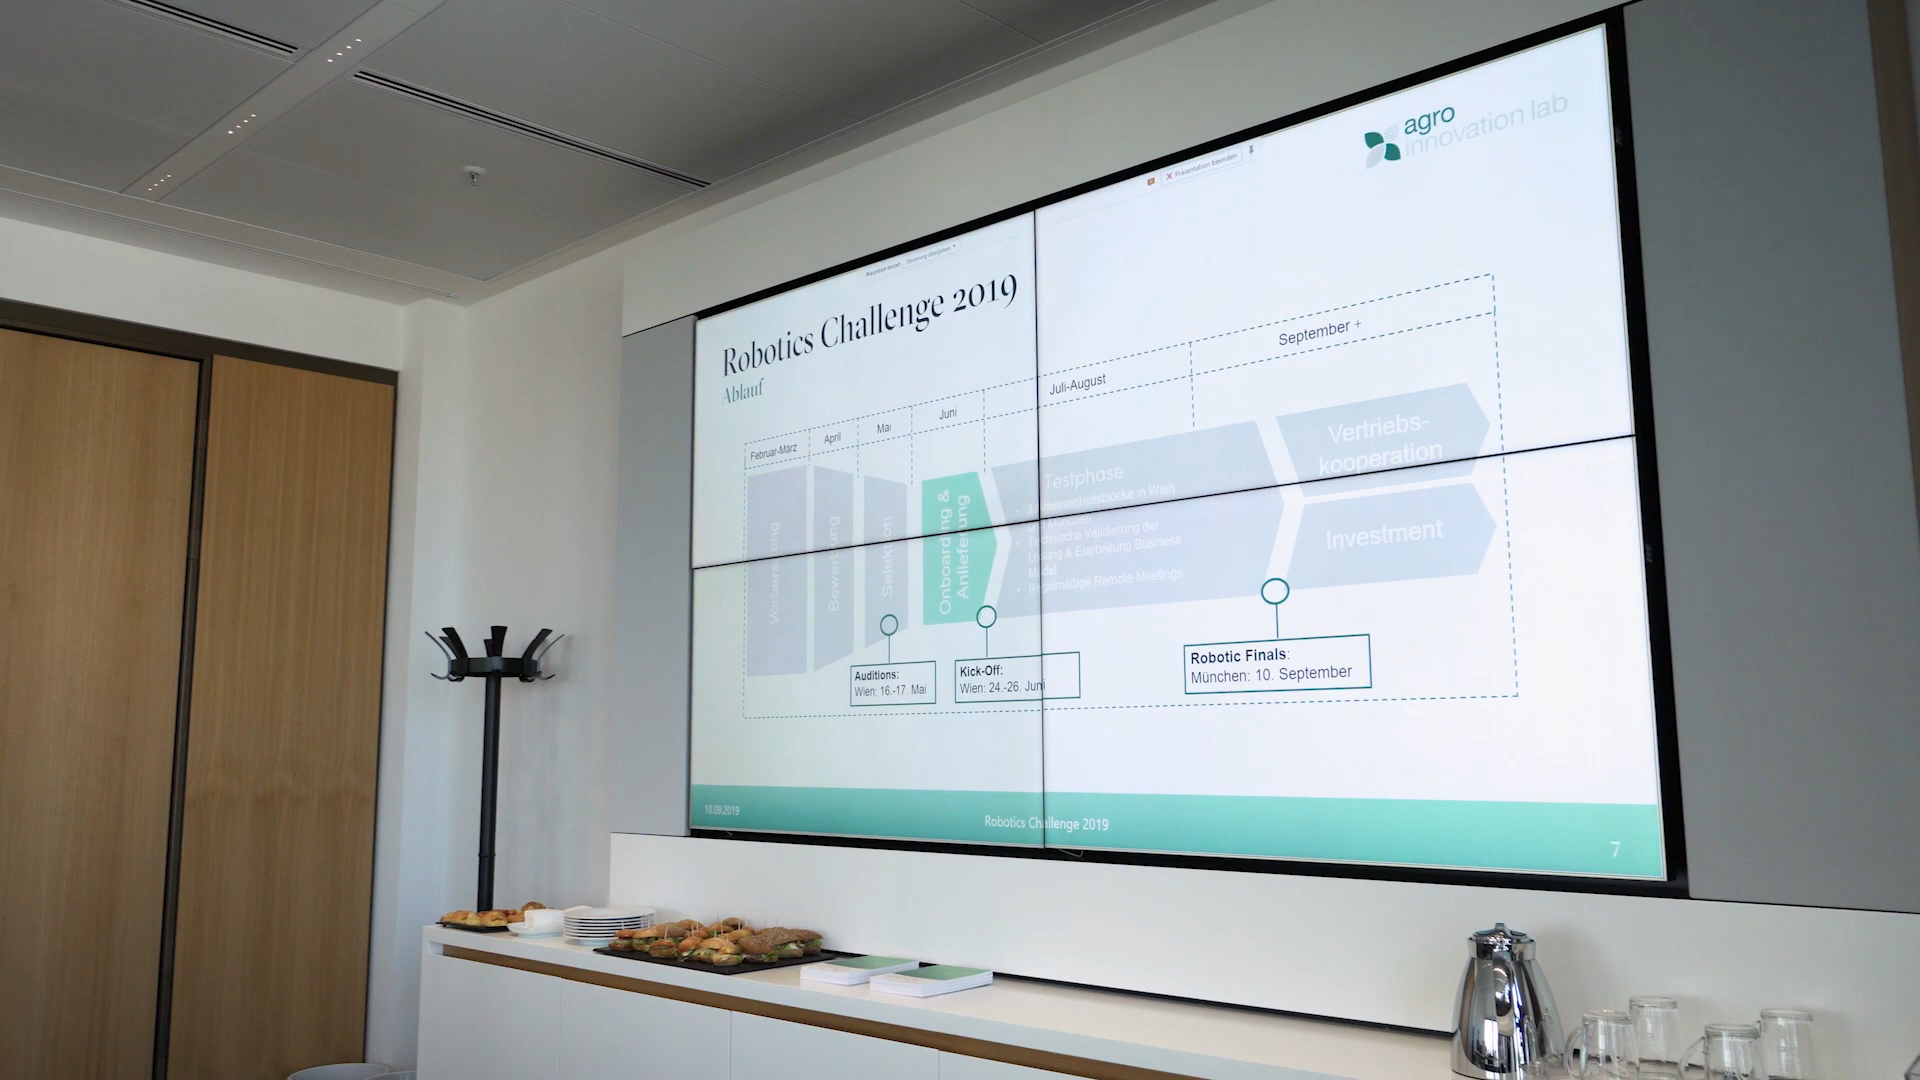 agro
innovation lab
Präsentation beenden
Robotics Challenge 2019
Ablauf
Februar-März
April
Mai
Juni
Juli-August
September +
Vorbereitung
Bewerbung
Selektion
Onboarding &
Anlieferung
Testphase
• 3 Anwesenheitsblöcke in Wien
und München
• Technische Validierung der
Lösung & Erarbeitung Business
Model
• Regelmäßige Remote Meetings
Vertriebs-
kooperation
Investment
Auditions:
Wien: 16.-17. Mai
Kick-Off:
Wien: 24.-26. Juni
Robotic Finals:
München: 10. September
10.09.2019
Robotics Challenge 2019
7